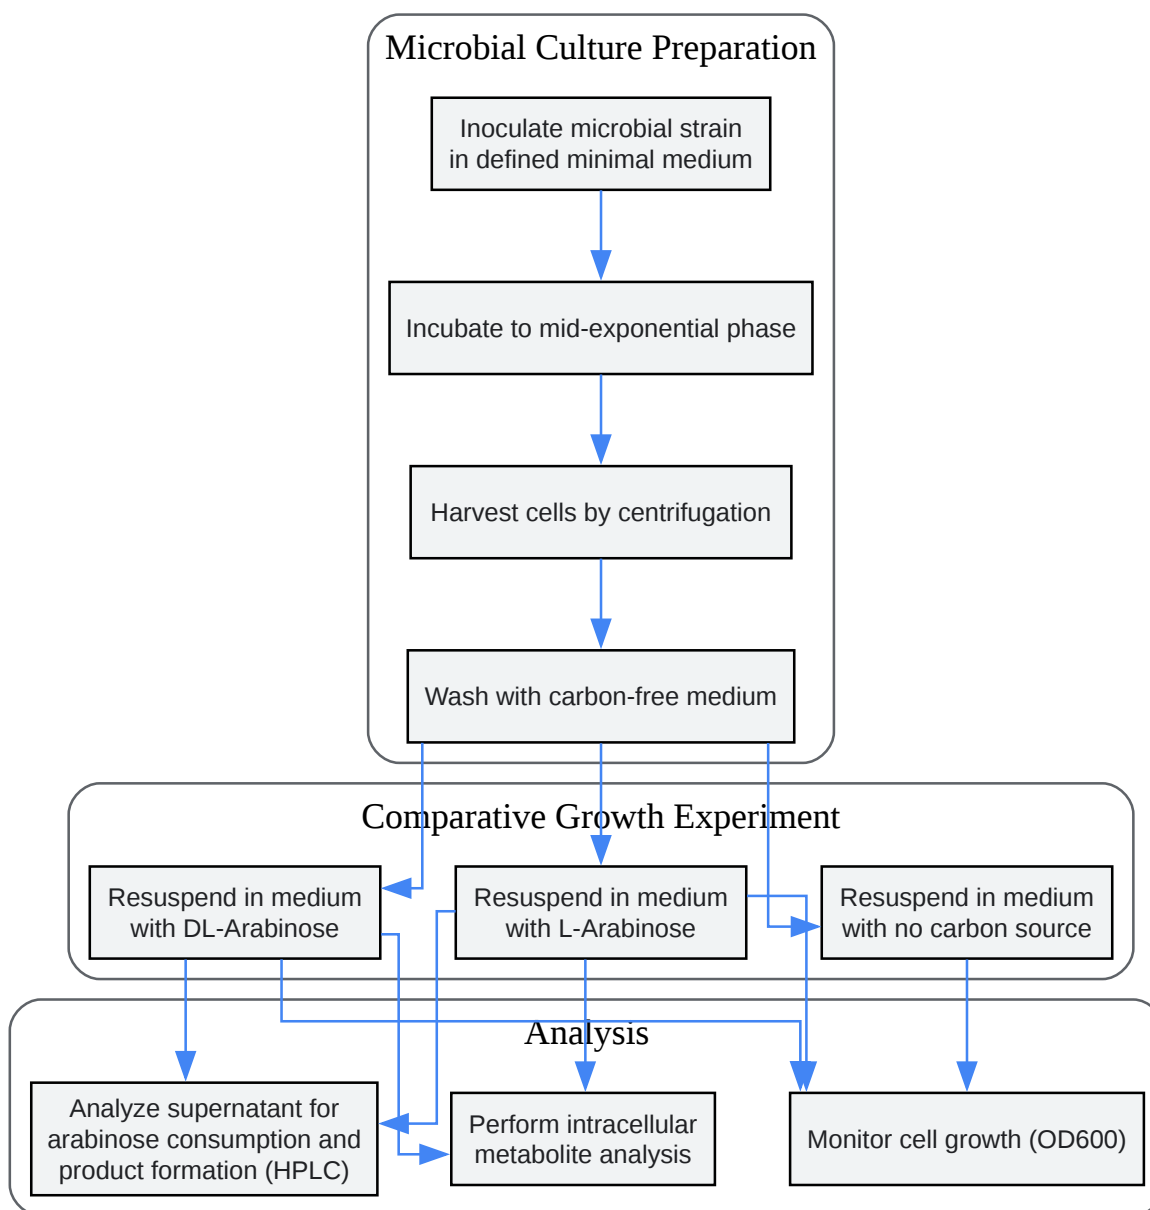 Microbial Culture Preparation
Inoculate microbial strain
in defined minimal medium
Incubate to mid-exponential phase
Harvest cells by centrifugation
Wash with carbon-free medium
Comparative Growth Experiment
Resuspend in medium
with DL-Arabinose
Resuspend in medium
with L-Arabinose
Resuspend in medium
with no carbon source
Analysis
Analyze supernatant for
arabinose consumption and
product formation (HPLC)
Perform intracellular
metabolite analysis
Monitor cell growth (OD600)